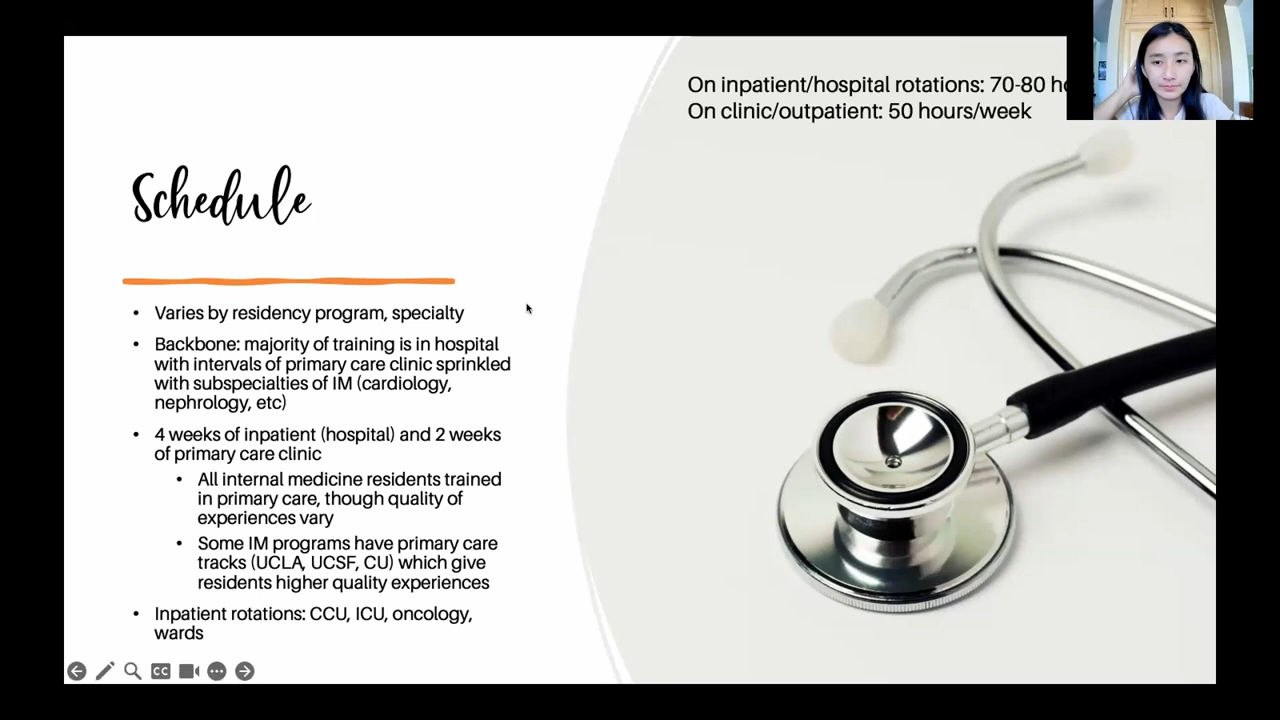 On inpatient/hospital rotations: 70-80
On clinic/outpatient: 50 hours/week
Schedule
• Varies by residency program, specialty
• Backbone: majority of training is in hospital
with intervals of primary care clinic sprinkled
with subspecialties of IM (cardiology,
nephrology, etc)
• 4 weeks of inpatient (hospital) and 2 weeks
of primary care clinic
• All internal medicine residents trained
in primary care, though quality of
experiences vary
• Some IM programs have primary care
tracks (UCLA, UCSF, CU) which give
residents higher quality experiences
• Inpatient rotations: CCU, ICU, oncology,
wards
CC